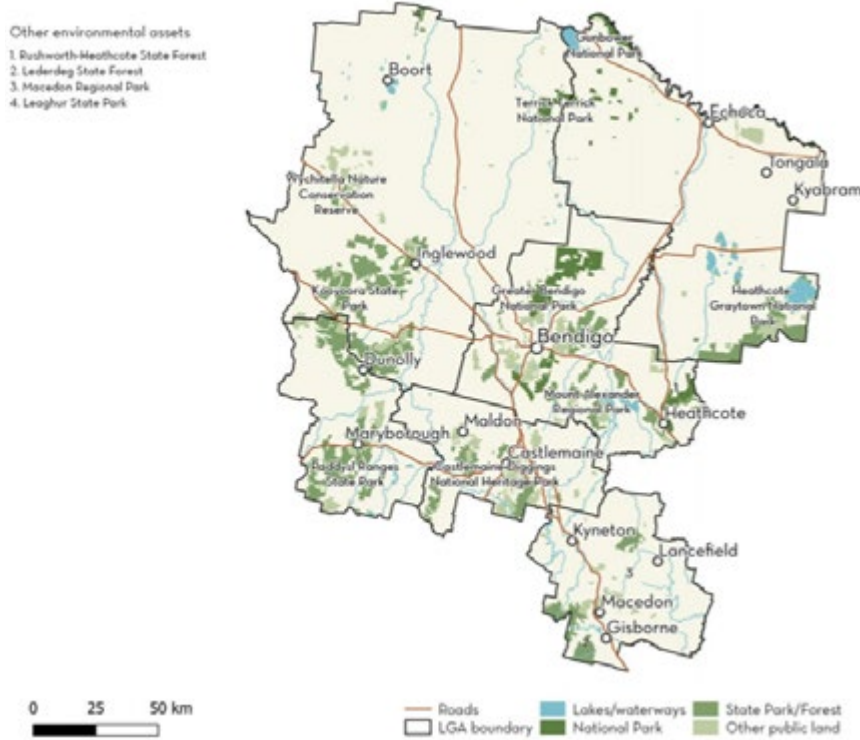 Other environmental assets
1. Rushworth-Heathcote State Forest
2. Lederdeg State Forest
3. Macedon Regional Park
4. Leaghur State Park
Gunbower
National Park
Boort
Terrick Terrick
National Park
Echuca
Tongala
Kyabram
Wychitella Nature
Conservation
Reserve
Inglewood
Kooyoora State
Park
Greater Bendigo
National Park
Heathcote
Graytown National
Park
Bendigo
Dunolly
Mount Alexander
Regional Park
1
Heathcote
Maldon
Maryborough
Castlemaine
Paddys Ranges
State Park
Castlemaine Diggings
National Heritage Park
Kyneton
Lancefield
3
Macedon
Gisborne
0 25 50 km
Roads
LGA boundary
Lakes/waterways
National Park
State Park/Forest
Other public land